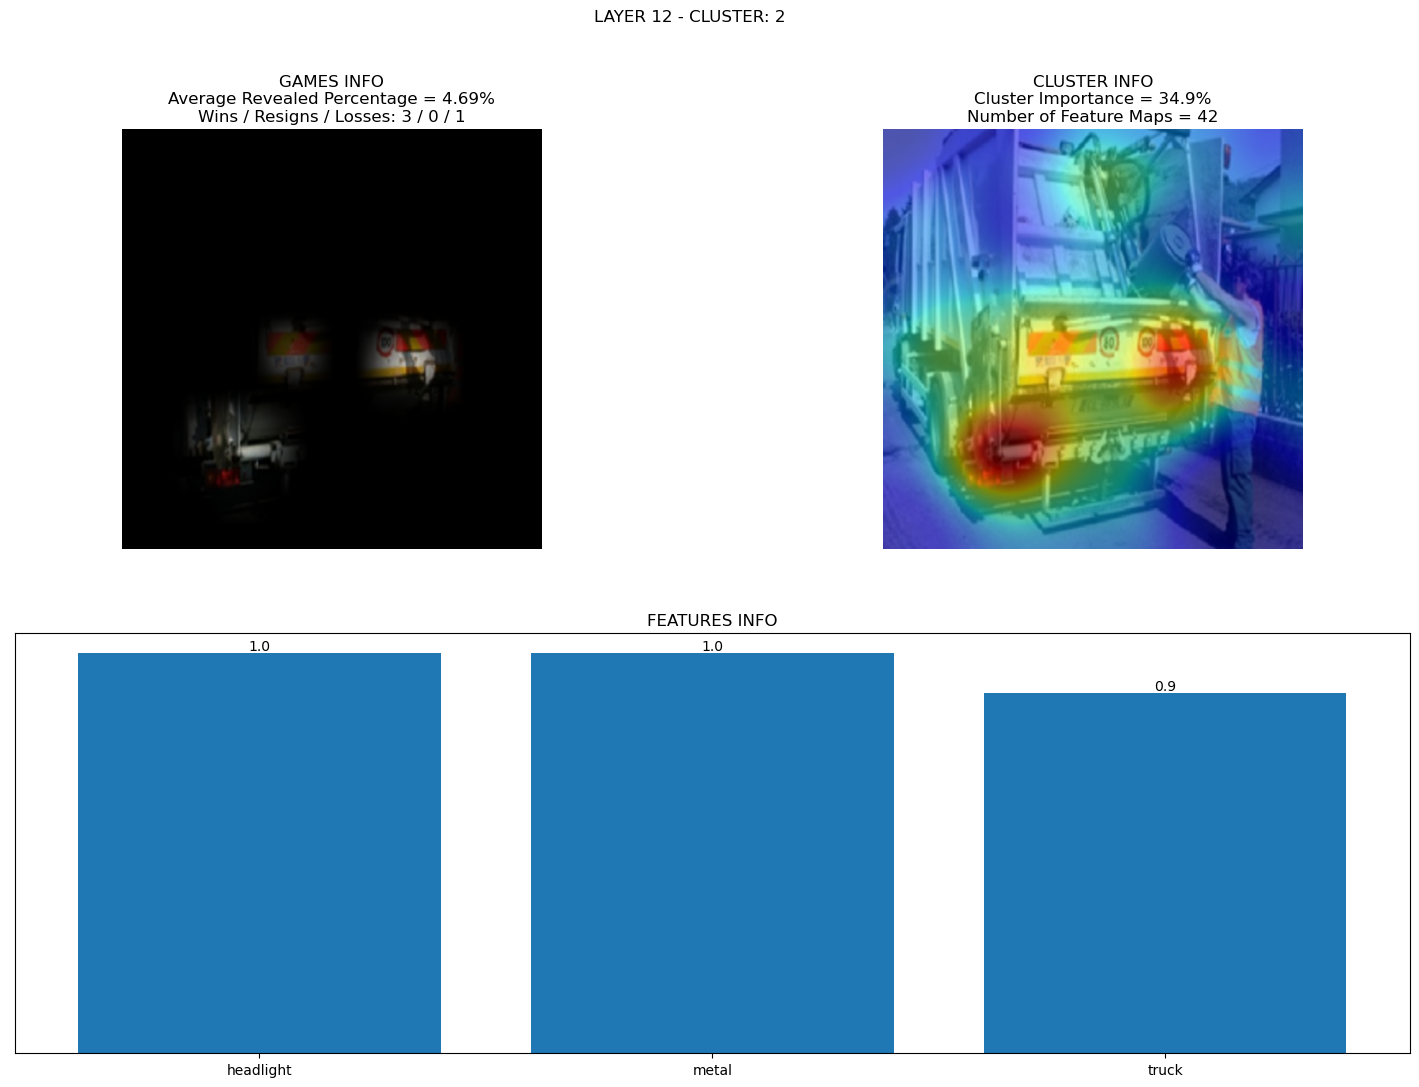 LAYER 12 - CLUSTER: 2
GAMES INFO
Average Revealed Percentage = 4.69%
Wins / Resigns / Losses: 3 / 0 / 1
CLUSTER INFO
Cluster Importance = 34.9%
Number of Feature Maps = 42
FEATURES INFO
1.0
1.0
0.9
headlight
metal
truck